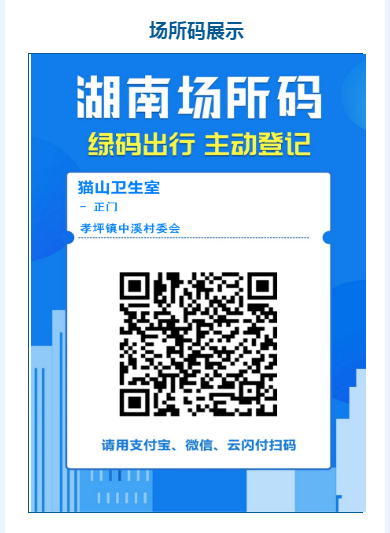 场所码展示
湖南场所码
绿码出行 主动登记
猫山卫生室
- 正门
孝坪镇中溪村委会
请用支付宝、微信、云闪付扫码